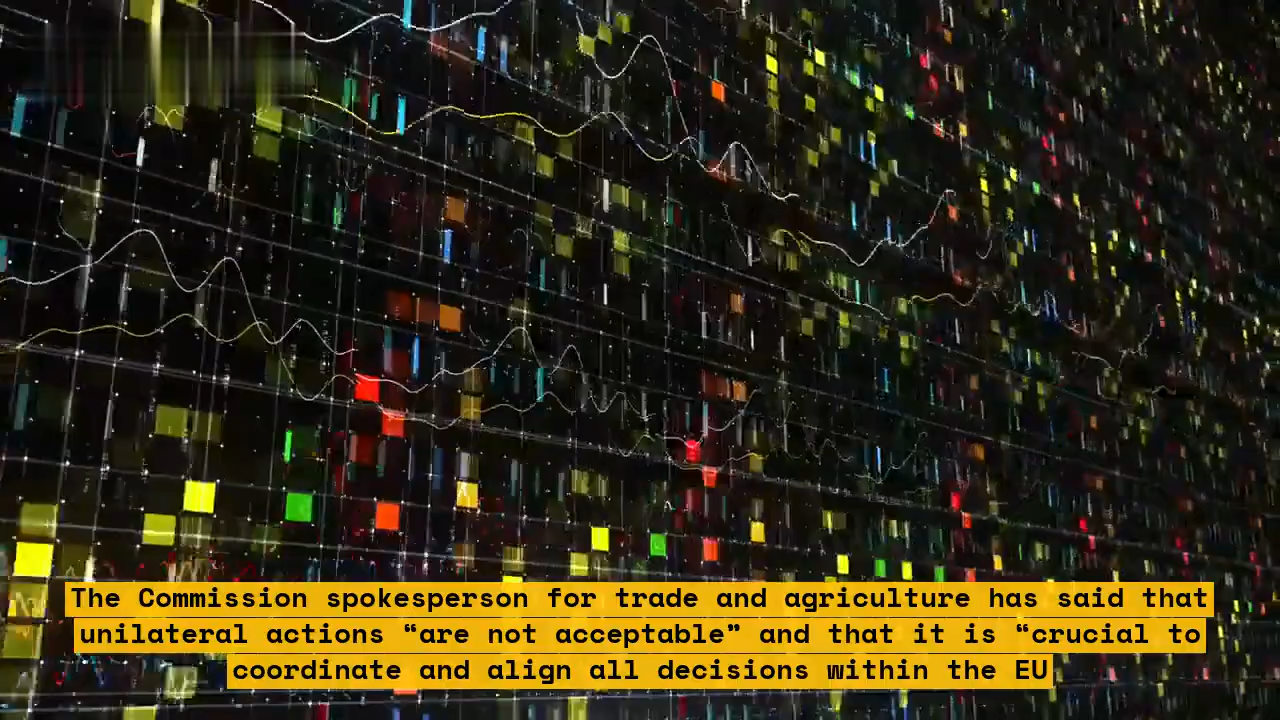 The Commission spokesperson for trade and agriculture has said that
unilateral actions “are not acceptable” and that it is “crucial to
coordinate and align all decisions within the EU